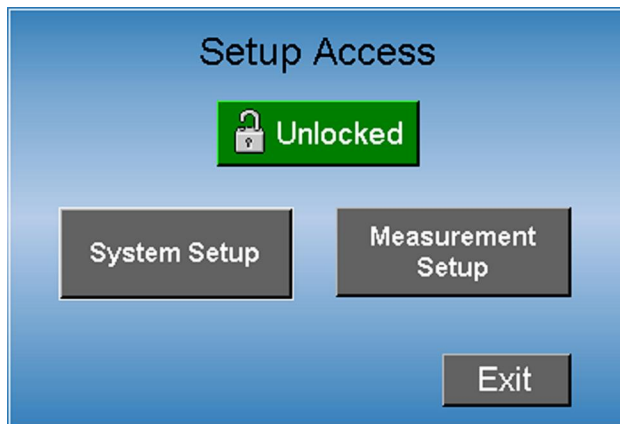 Setup Access
Unlocked
System Setup
Measurement
Setup
Exit